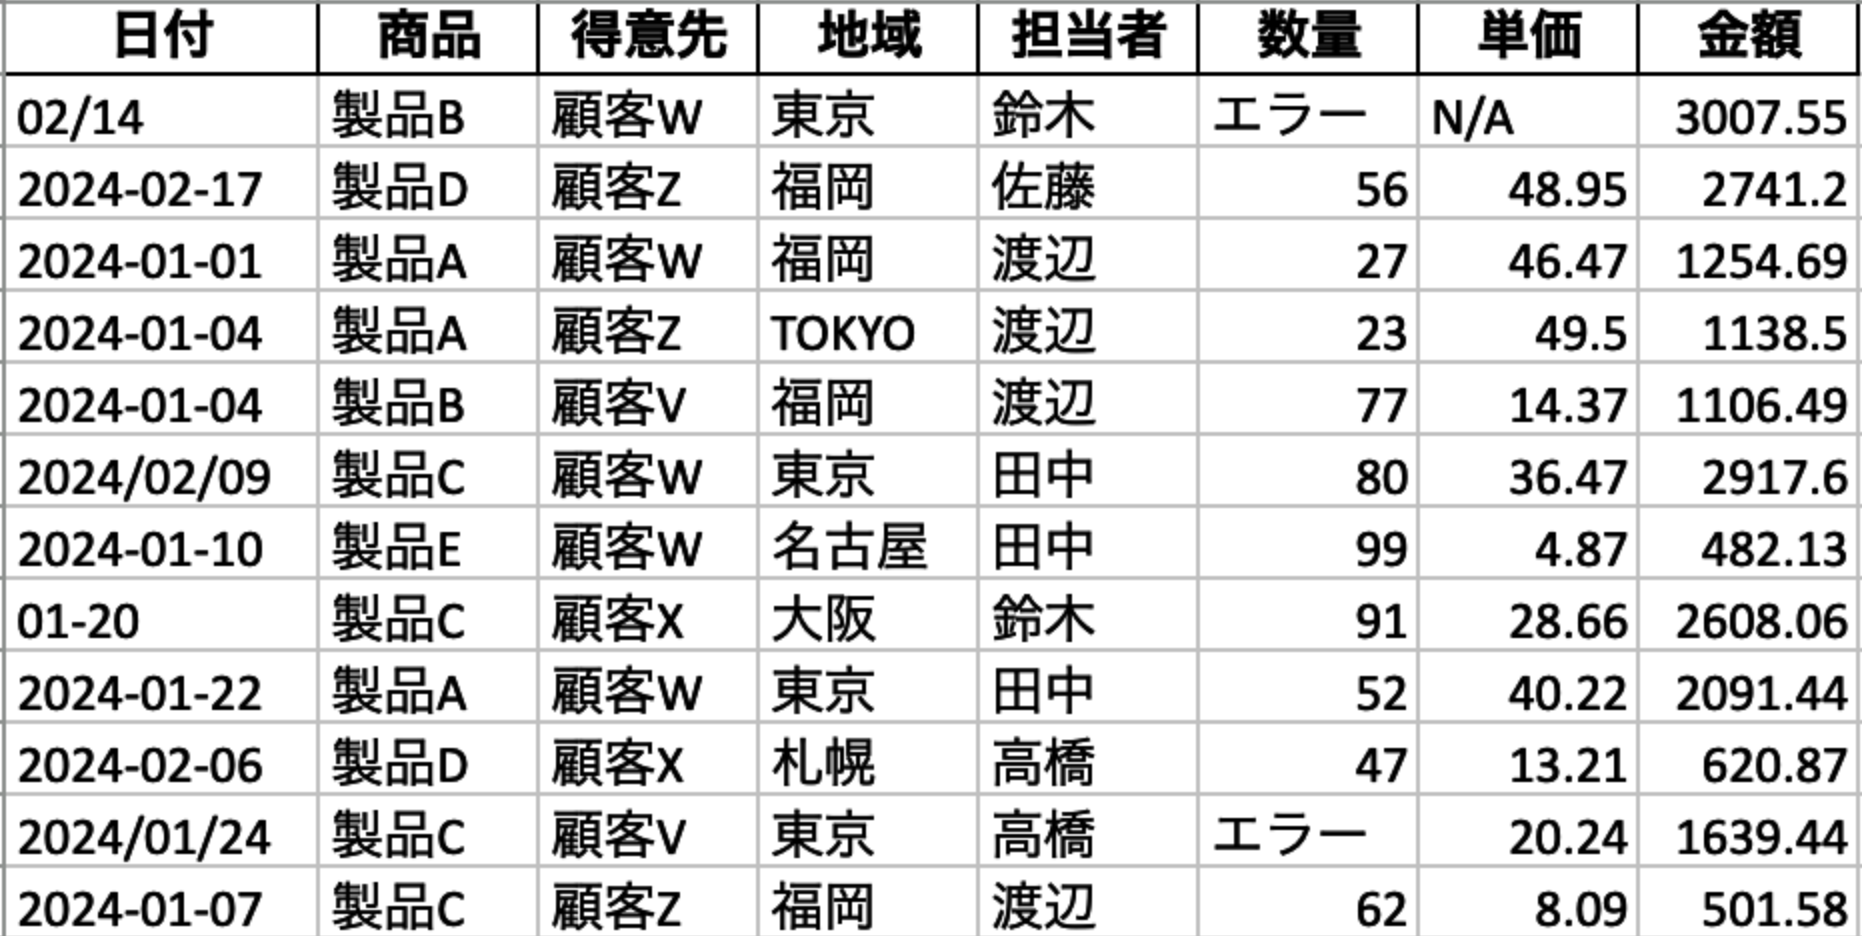 日付 商品 得意先 地域 担当者 数量 単価 金額
02/14 製品B 顧客W 東京 鈴木 エラー N/A 3007.55
2024-02-17 製品D 顧客Z 福岡 佐藤 56 48.95 2741.2
2024-01-01 製品A 顧客W 福岡 渡辺 27 46.47 1254.69
2024-01-04 製品A 顧客Z TOKYO 渡辺 23 49.5 1138.5
2024-01-04 製品B 顧客V 福岡 渡辺 77 14.37 1106.49
2024/02/09 製品C 顧客W 東京 田中 80 36.47 2917.6
2024-01-10 製品E 顧客W 名古屋 田中 99 4.87 482.13
01-20 製品C 顧客X 大阪 鈴木 91 28.66 2608.06
2024-01-22 製品A 顧客W 東京 田中 52 40.22 2091.44
2024-02-06 製品D 顧客X 札幌 高橋 47 13.21 620.87
2024/01/24 製品C 顧客V 東京 高橋 エラー 20.24 1639.44
2024-01-07 製品C 顧客Z 福岡 渡辺 62 8.09 501.58